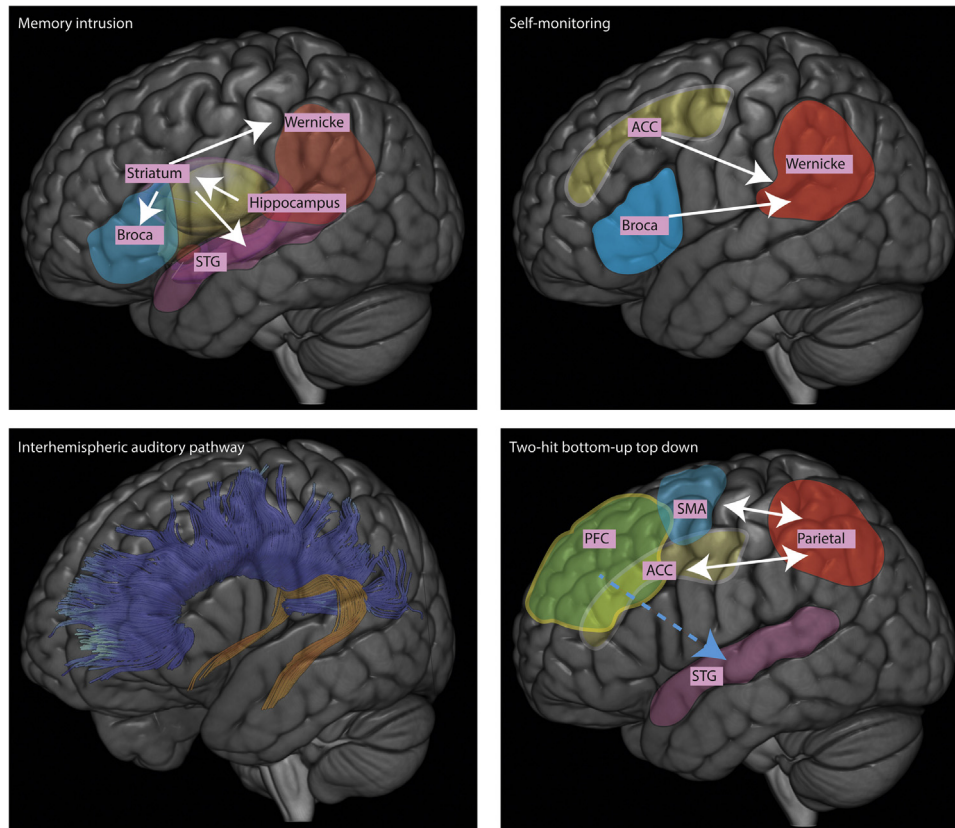 Memory intrusion
Wernicke
Striatum
Hippocampus
Broca
STG
Self-monitoring
ACC
Wernicke
Broca
Interhemispheric auditory pathway
Two-hit bottom-up top down
SMA
PFC
Parietal
ACC
STG